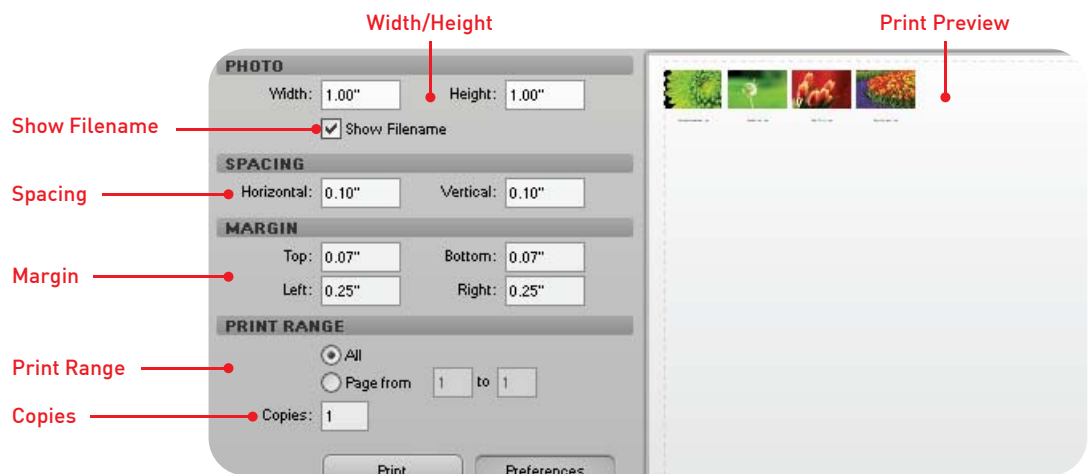 Width/Height
Print Preview
PHOTO
Width: 1.00" Height: 1.00"
Show Filename
Show Filename
SPACING
Spacing
Horizontal: 0.10" Vertical: 0.10"
MARGIN
Top: 0.07" Bottom: 0.07"
Margin
Left: 0.25" Right: 0.25"
PRINT RANGE
All
Print Range
Page from 1 to 1
Copies
Copies: 1
Print Preferences